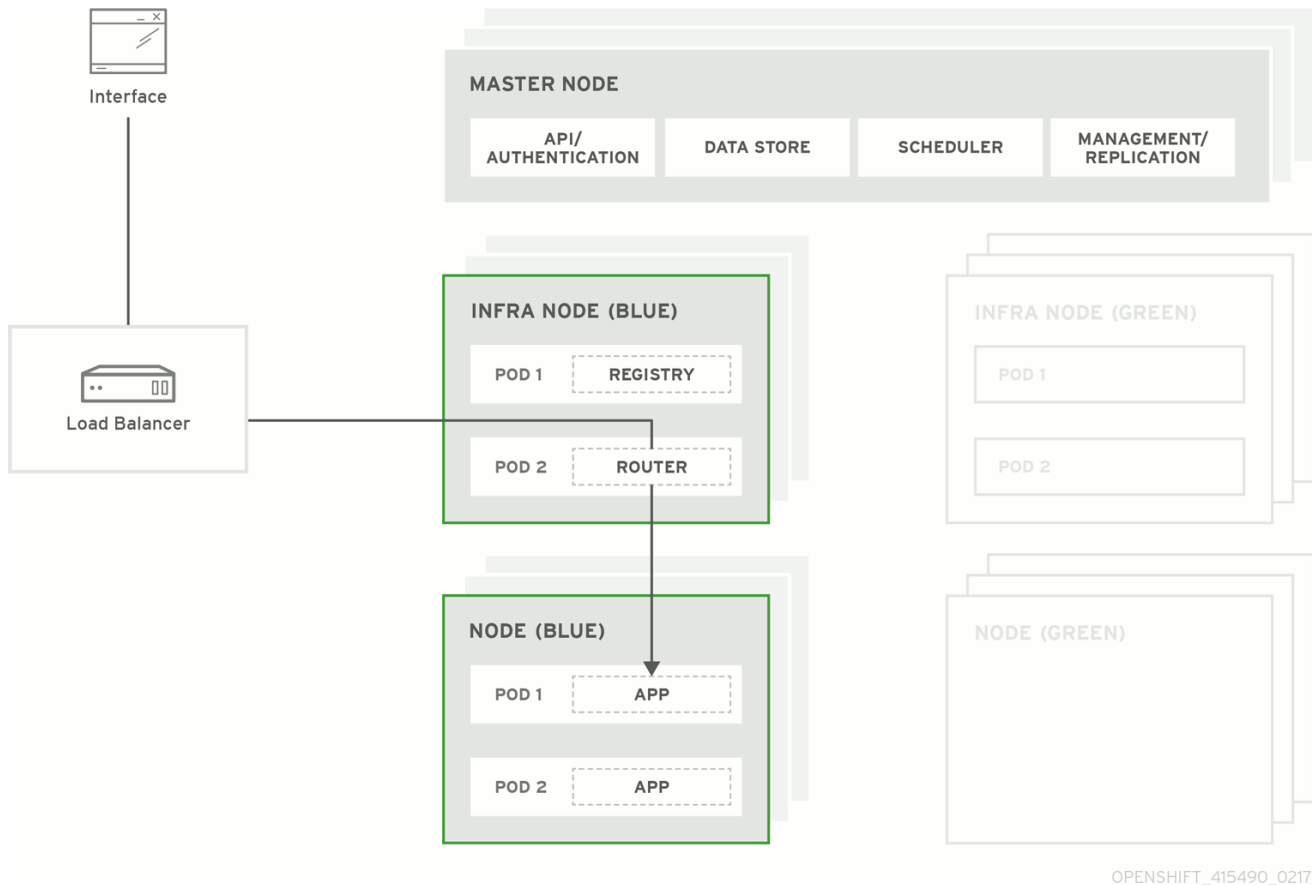 Interface
MASTER NODE
API/
AUTHENTICATION
DATA STORE
SCHEDULER
MANAGEMENT/
REPLICATION
Load Balancer
INFRA NODE (BLUE)
POD 1
REGISTRY
POD 2
ROUTER
INFRA NODE (GREEN)
POD 1
POD 2
NODE (BLUE)
POD 1
APP
POD 2
APP
NODE (GREEN)
OPENSHIFT_415490_0217